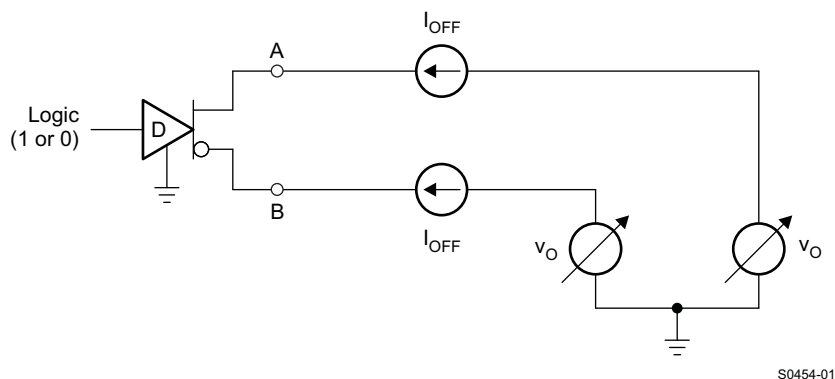 I_OFF
A
Logic
(1 or 0)
D
B
I_OFF
v_O
v_O
S0454-01